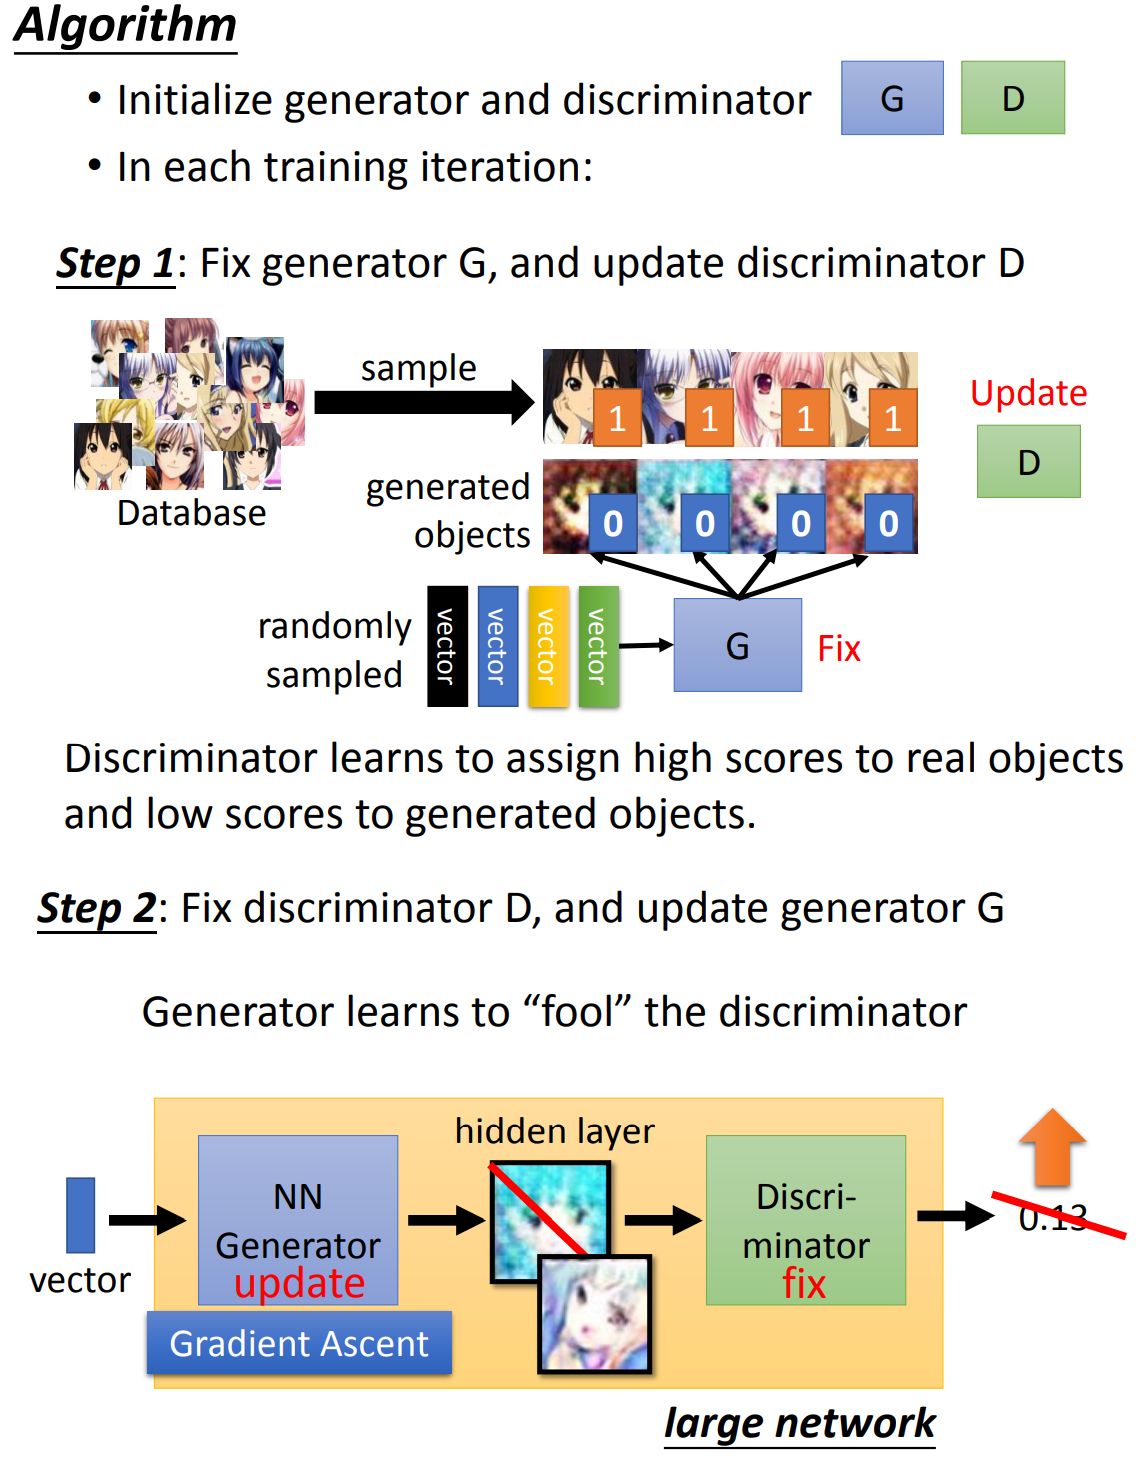 Algorithm
• Initialize generator and discriminator G D
• In each training iteration:
Step 1: Fix generator G, and update discriminator D
sample
1 1 1 1
Update
D
generated
objects
0 0 0 0
Database
randomly
sampled
vector vector vector vector
G
Fix
Discriminator learns to assign high scores to real objects
and low scores to generated objects.
Step 2: Fix discriminator D, and update generator G
Generator learns to “fool” the discriminator
hidden layer
NN
Generator
update
Discri-
minator
fix
0.13
vector
Gradient Ascent
large network